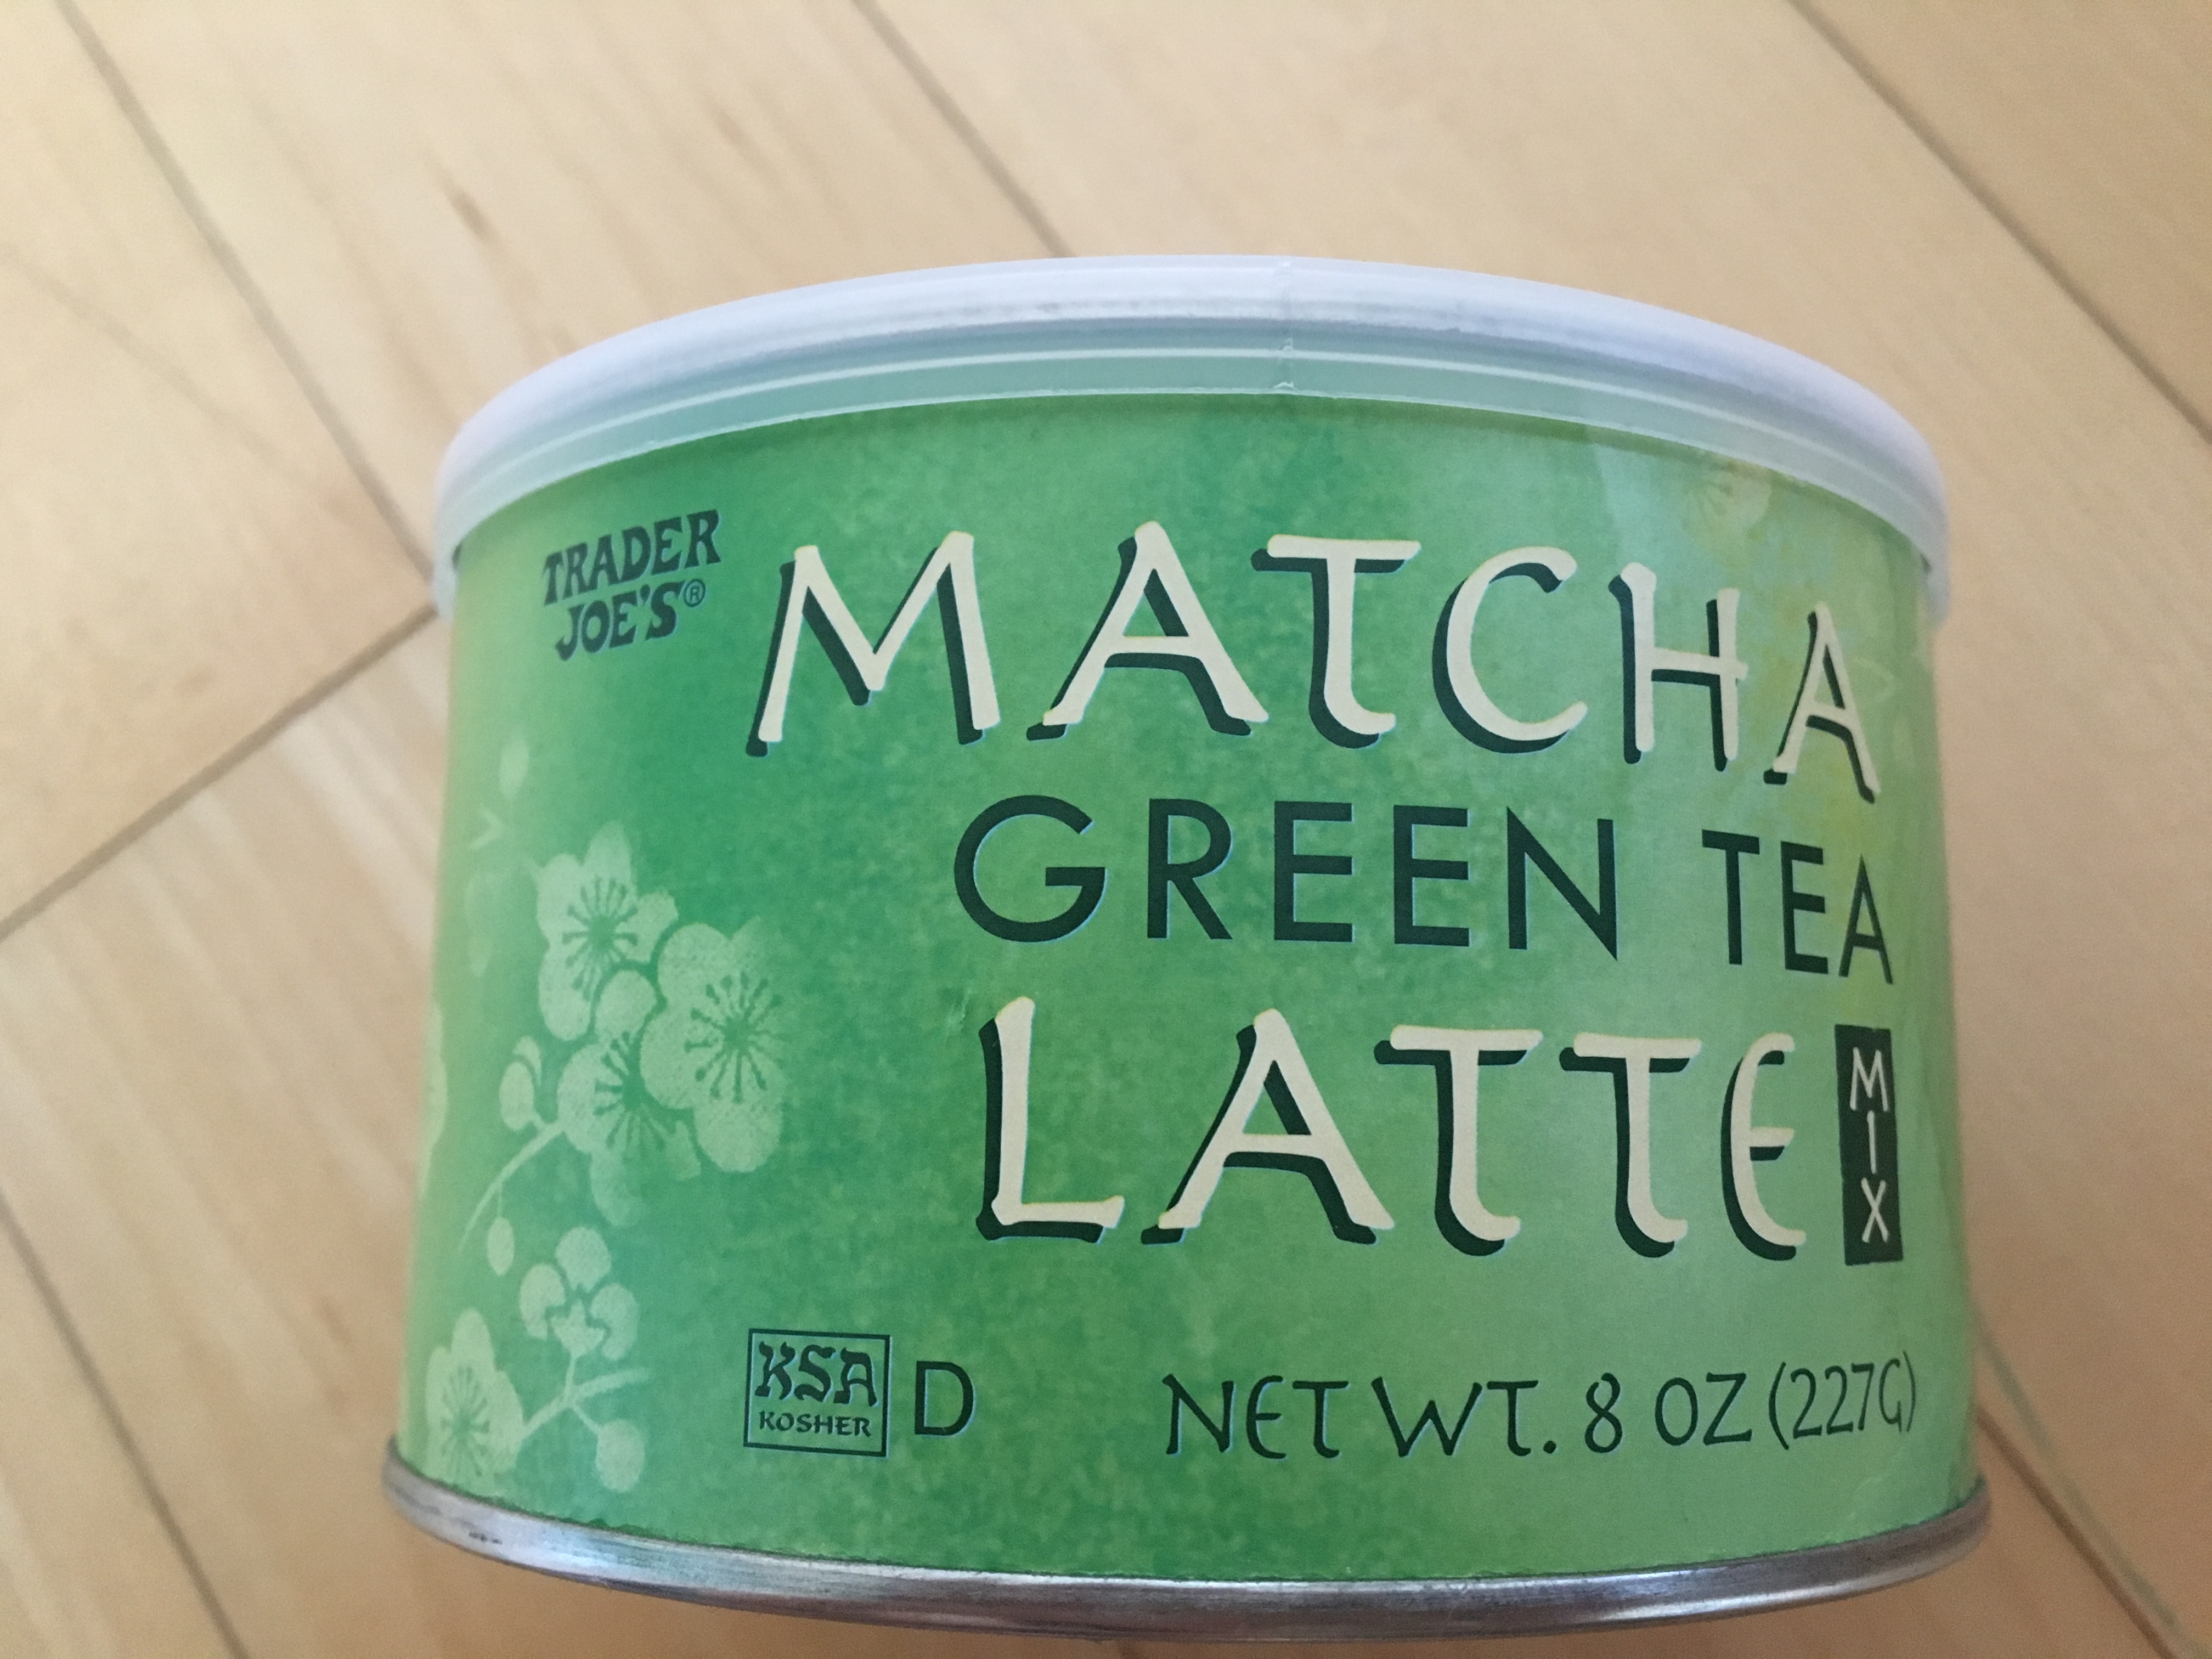 TRADER
JOE'S®
MATCHA
GREEN TEA
LATTE MIX
KSA
KOSHER
D
NET WT. 8 OZ (227G)